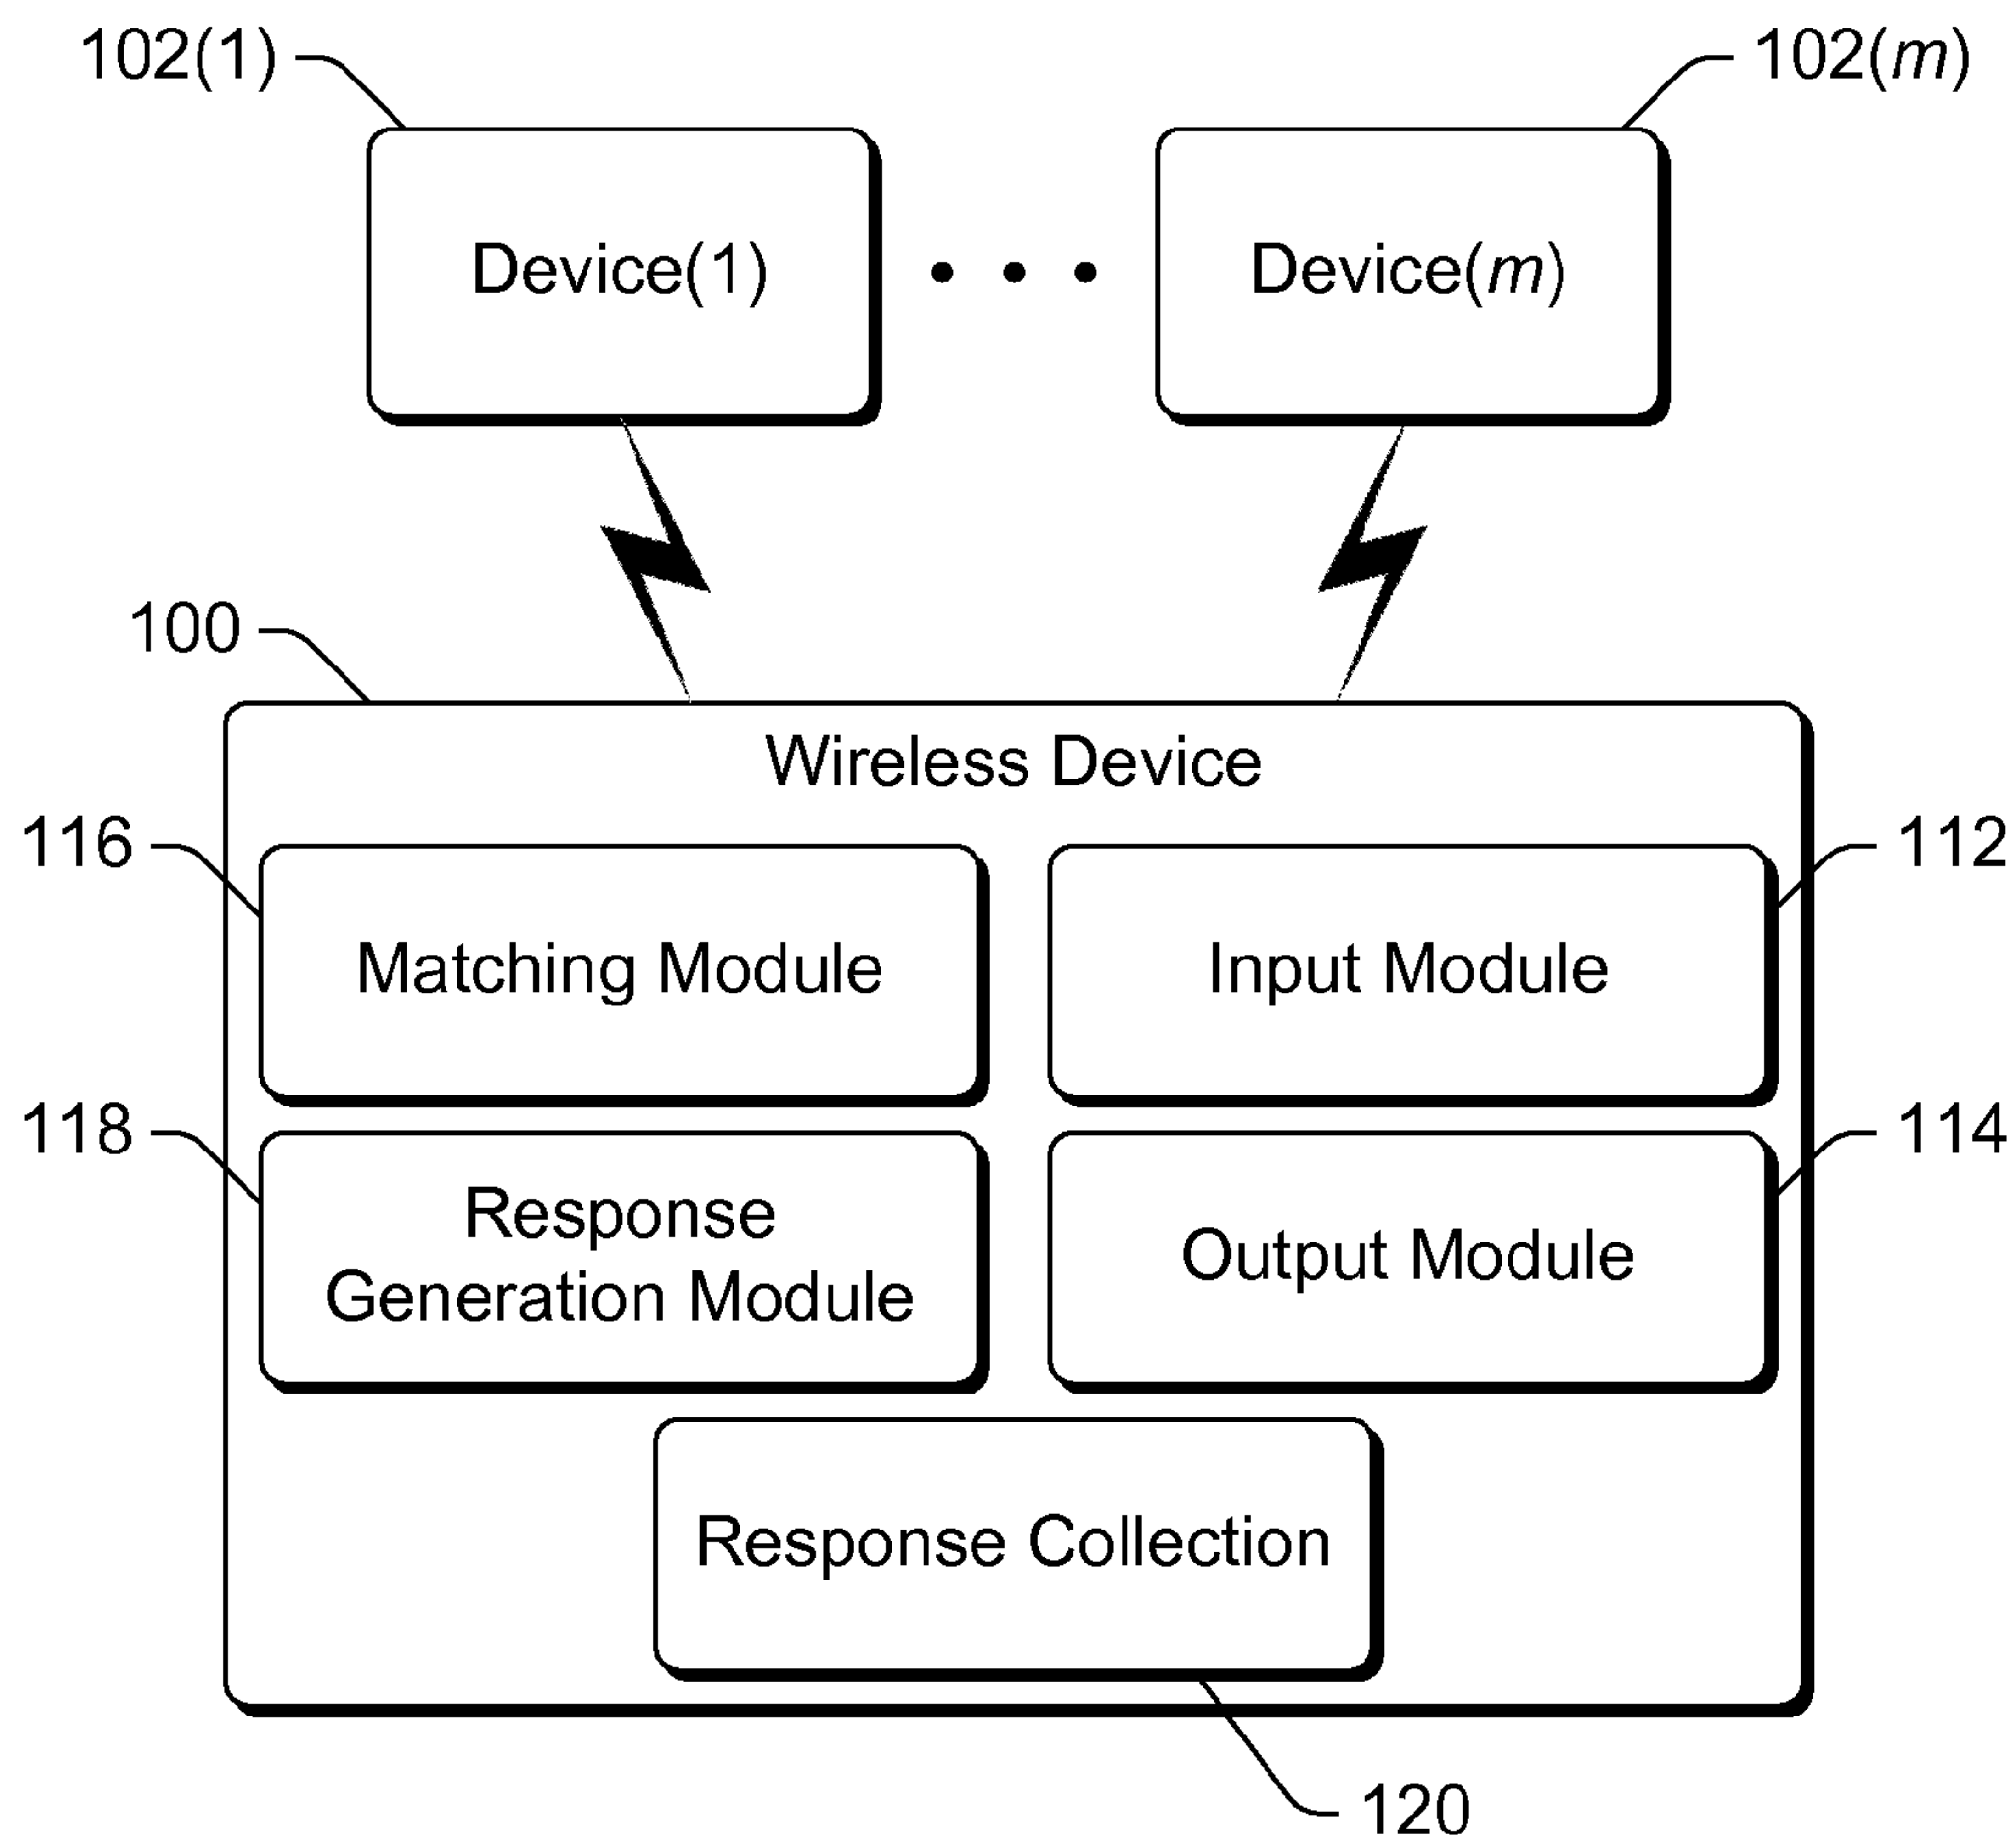 102(1)
102(m)
Device(1)
Device(m)
100
Wireless Device
116
112
Matching Module
Input Module
118
114
Response
Generation Module
Output Module
Response Collection
120